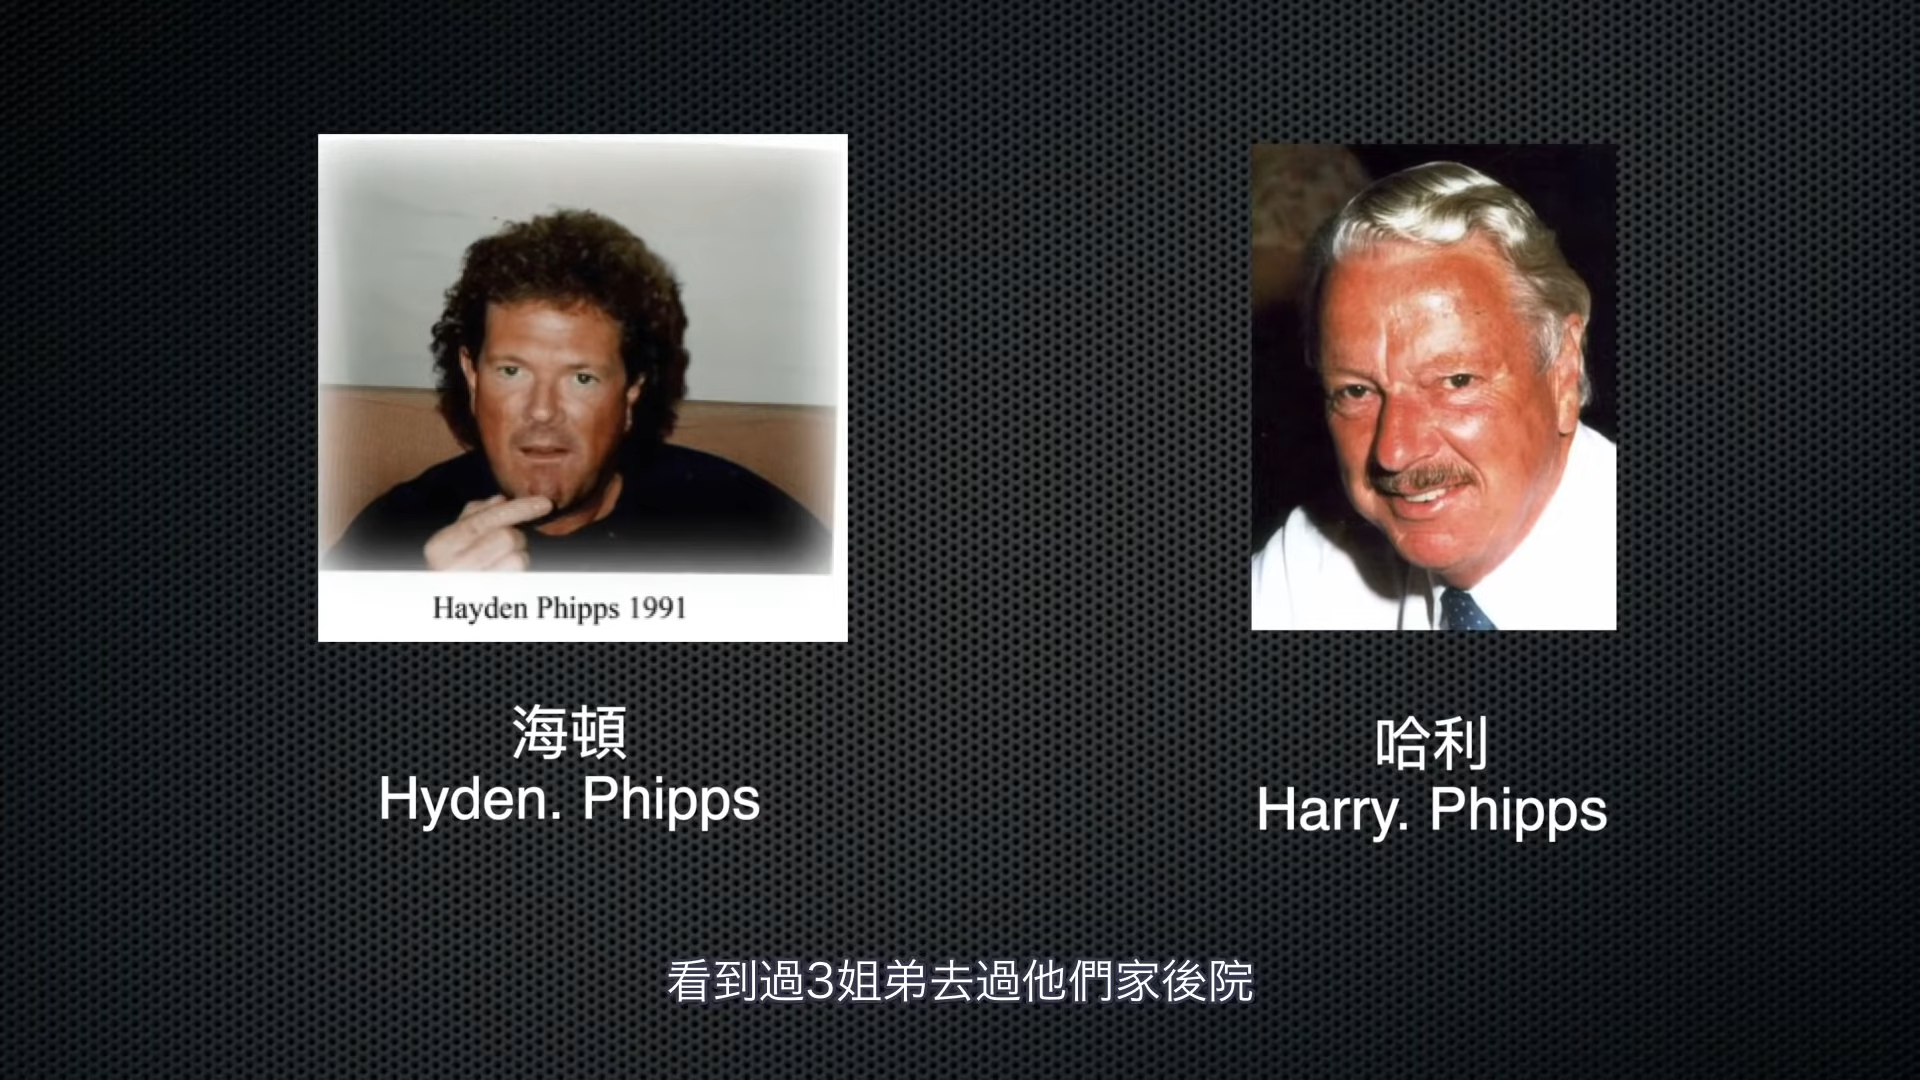 Hayden Phipps 1991
海頓
Hyden. Phipps
哈利
Harry. Phipps
看到過3姐弟去過他們家後院